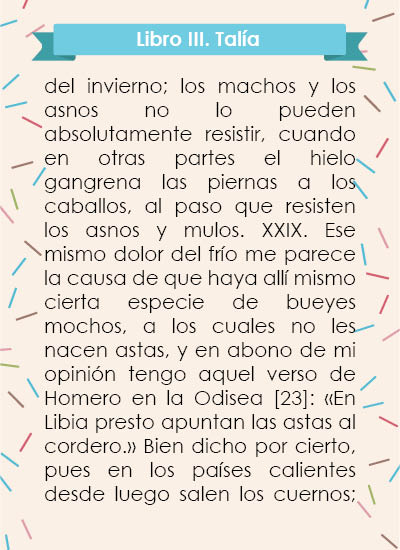 Libro III. Talía
del invierno; los machos y los
asnos no lo pueden
absolutamente resistir, cuando
en otras partes el hielo
gangrena las piernas a los
caballos, al paso que resisten
los asnos y mulos. XXIX. Ese
mismo dolor del frío me parece
la causa de que haya allí mismo
cierta especie de bueyes
mochos, a los cuales no les
nacen astas, y en abono de mi
opinión tengo aquel verso de
Homero en la Odisea [23]: «En
Libia presto apuntan las astas al
cordero.» Bien dicho por cierto,
pues en los países calientes
desde luego salen los cuernos;